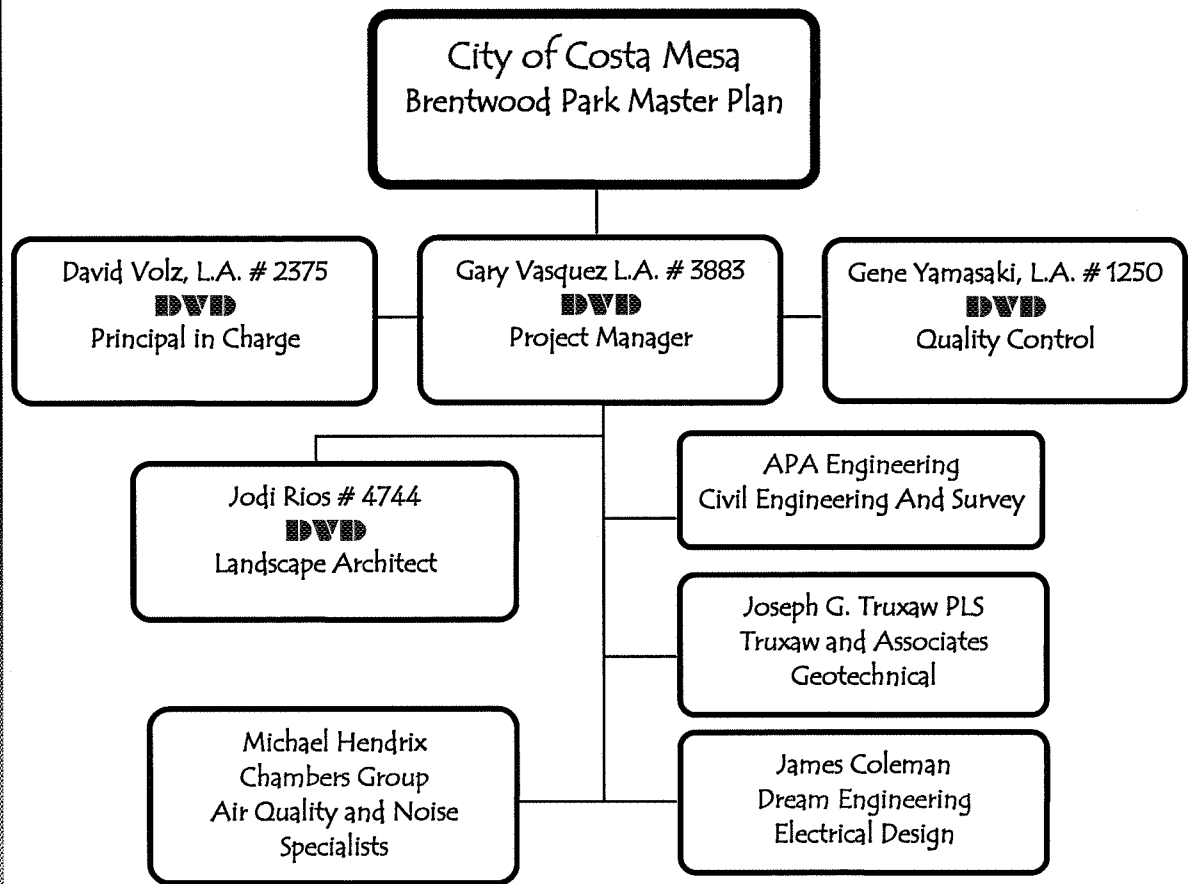 City of Costa Mesa
Brentwood Park Master Plan
David Volz, L.A. # 2375
DVD
Principal in Charge
Gary Vasquez L.A. # 3883
DVD
Project Manager
Gene Yamasaki, L.A. # 1250
DVD
Quality Control
Jodi Rios # 4744
DVD
Landscape Architect
APA Engineering
Civil Engineering And Survey
Joseph G. Truxaw PLS
Truxaw and Associates
Geotechnical
Michael Hendrix
Chambers Group
Air Quality and Noise
Specialists
James Coleman
Dream Engineering
Electrical Design